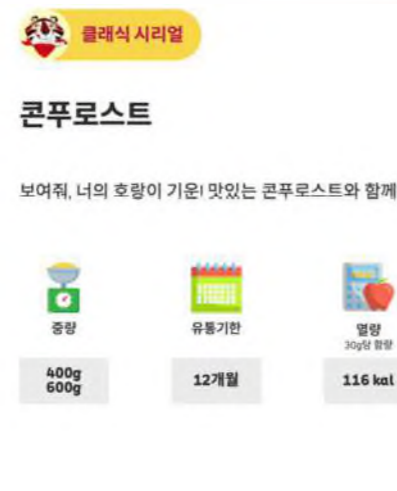 클래식 시리얼
콘푸로스트
보여줘, 너의 호랑이 기운! 맛있는 콘푸로스트와 함께
중량
유통기한
열량
30g당 함량
400g
600g
12개월
116 kal